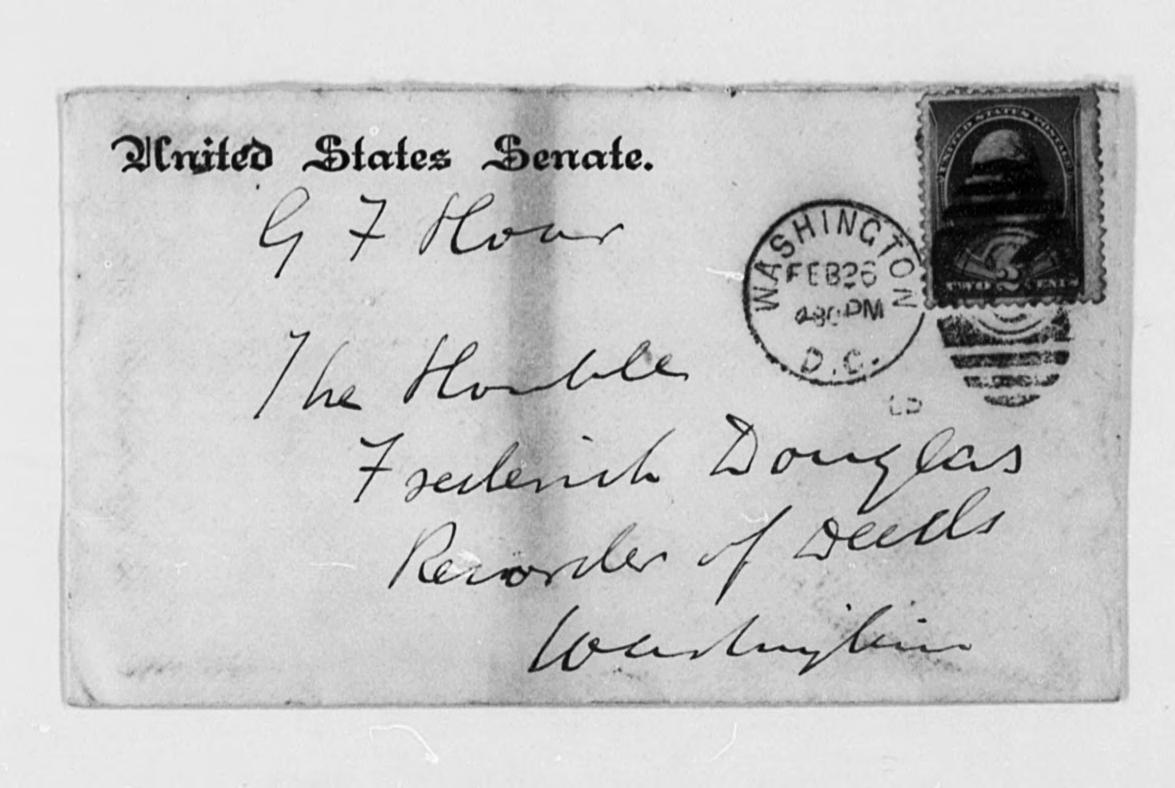 United States Senate.
G F Hoar
UNITED STATES POSTAGE
WASHINGTON
FEB 26
430 PM
D.C.
2
TWO CENTS
The Honble
Frederick Douglas
Recorder of Deeds
Washington